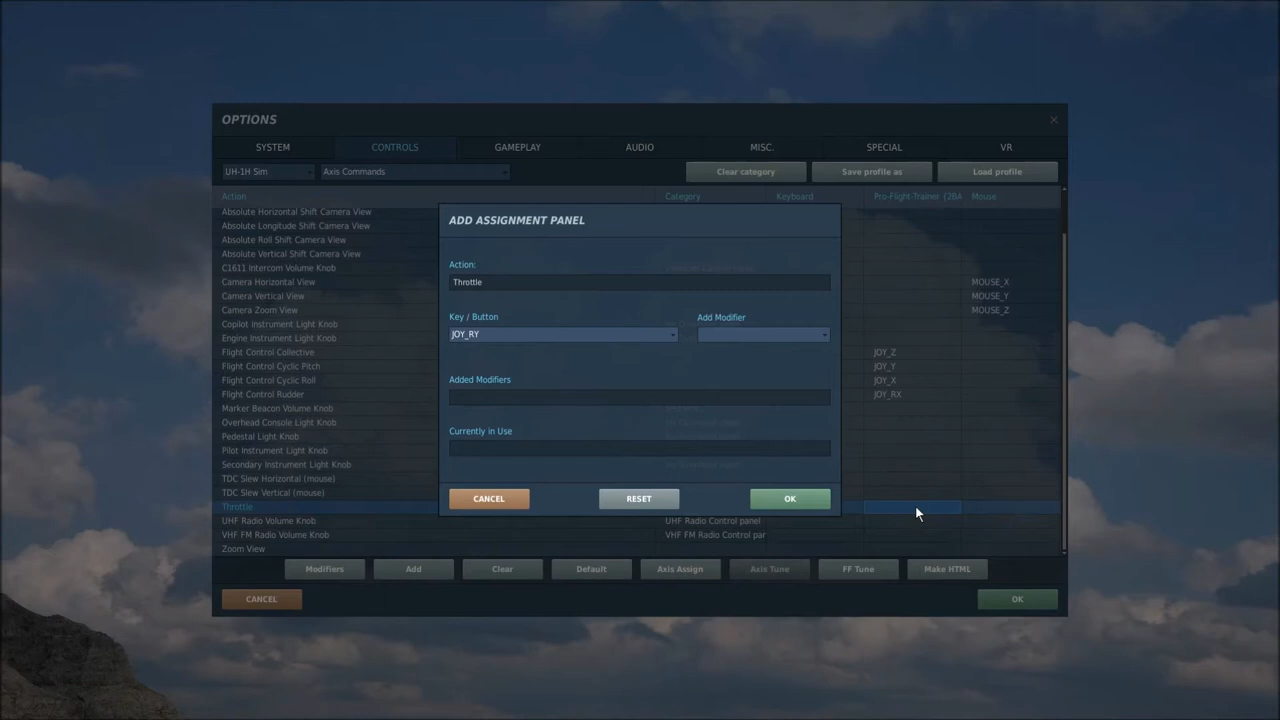 OPTIONS
SYSTEM CONTROLS GAMEPLAY AUDIO MISC. SPECIAL VR
UH-1H Sim Axis Commands Clear category Save profile as Load profile
Action Category Keyboard Pro-Flight-Trainer {2BA Mouse
Absolute Horizontal Shift Camera View
Absolute Longitude Shift Camera View
Absolute Roll Shift Camera View
Absolute Vertical Shift Camera View
C1611 Intercom Volume Knob
Camera Horizontal View MOUSE_X
Camera Vertical View MOUSE_Y
Camera Zoom View MOUSE_Z
Copilot Instrument Light Knob
Engine Instrument Light Knob
Flight Control Collective JOY_Z
Flight Control Cyclic Pitch JOY_Y
Flight Control Cyclic Roll JOY_X
Flight Control Rudder JOY_RX
Marker Beacon Volume Knob
Overhead Console Light Knob
Pedestal Light Knob
Pilot Instrument Light Knob
Secondary Instrument Light Knob
TDC Slew Horizontal (mouse)
TDC Slew Vertical (mouse)
Throttle
UHF Radio Volume Knob UHF Radio Control panel
VHF FM Radio Volume Knob VHF FM Radio Control par
Zoom View
ADD ASSIGNMENT PANEL
Action:
Throttle
Key / Button Add Modifier
JOY_RY
Added Modifiers
Currently in Use
CANCEL RESET OK
Modifiers Add Clear Default Axis Assign Axis Tune FF Tune Make HTML
CANCEL OK